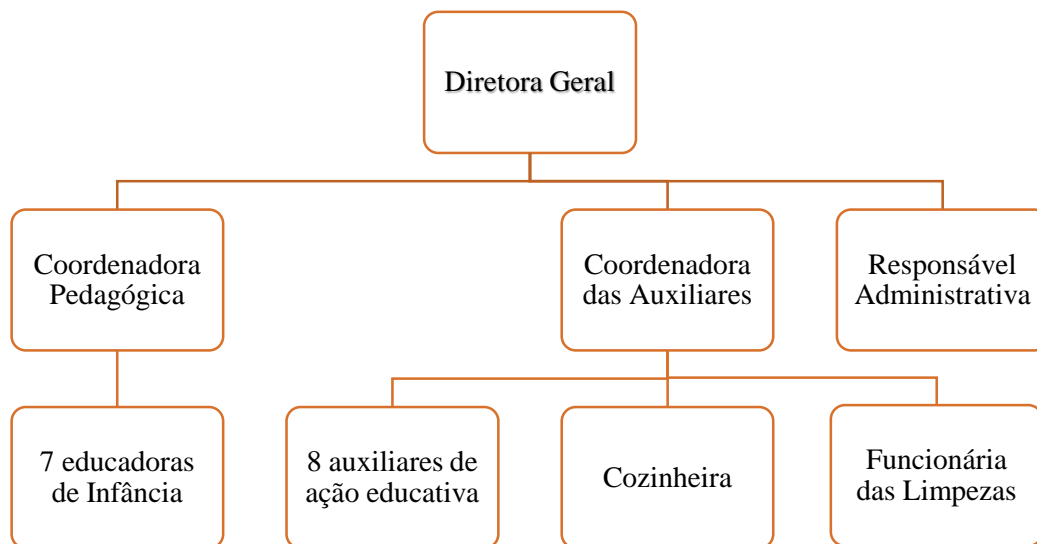 Diretora Geral
Coordenadora
Pedagógica
Coordenadora
das Auxiliares
Responsável
Administrativa
7 educadoras
de Infância
8 auxiliares de
ação educativa
Cozinheira
Funcionária
das Limpezas